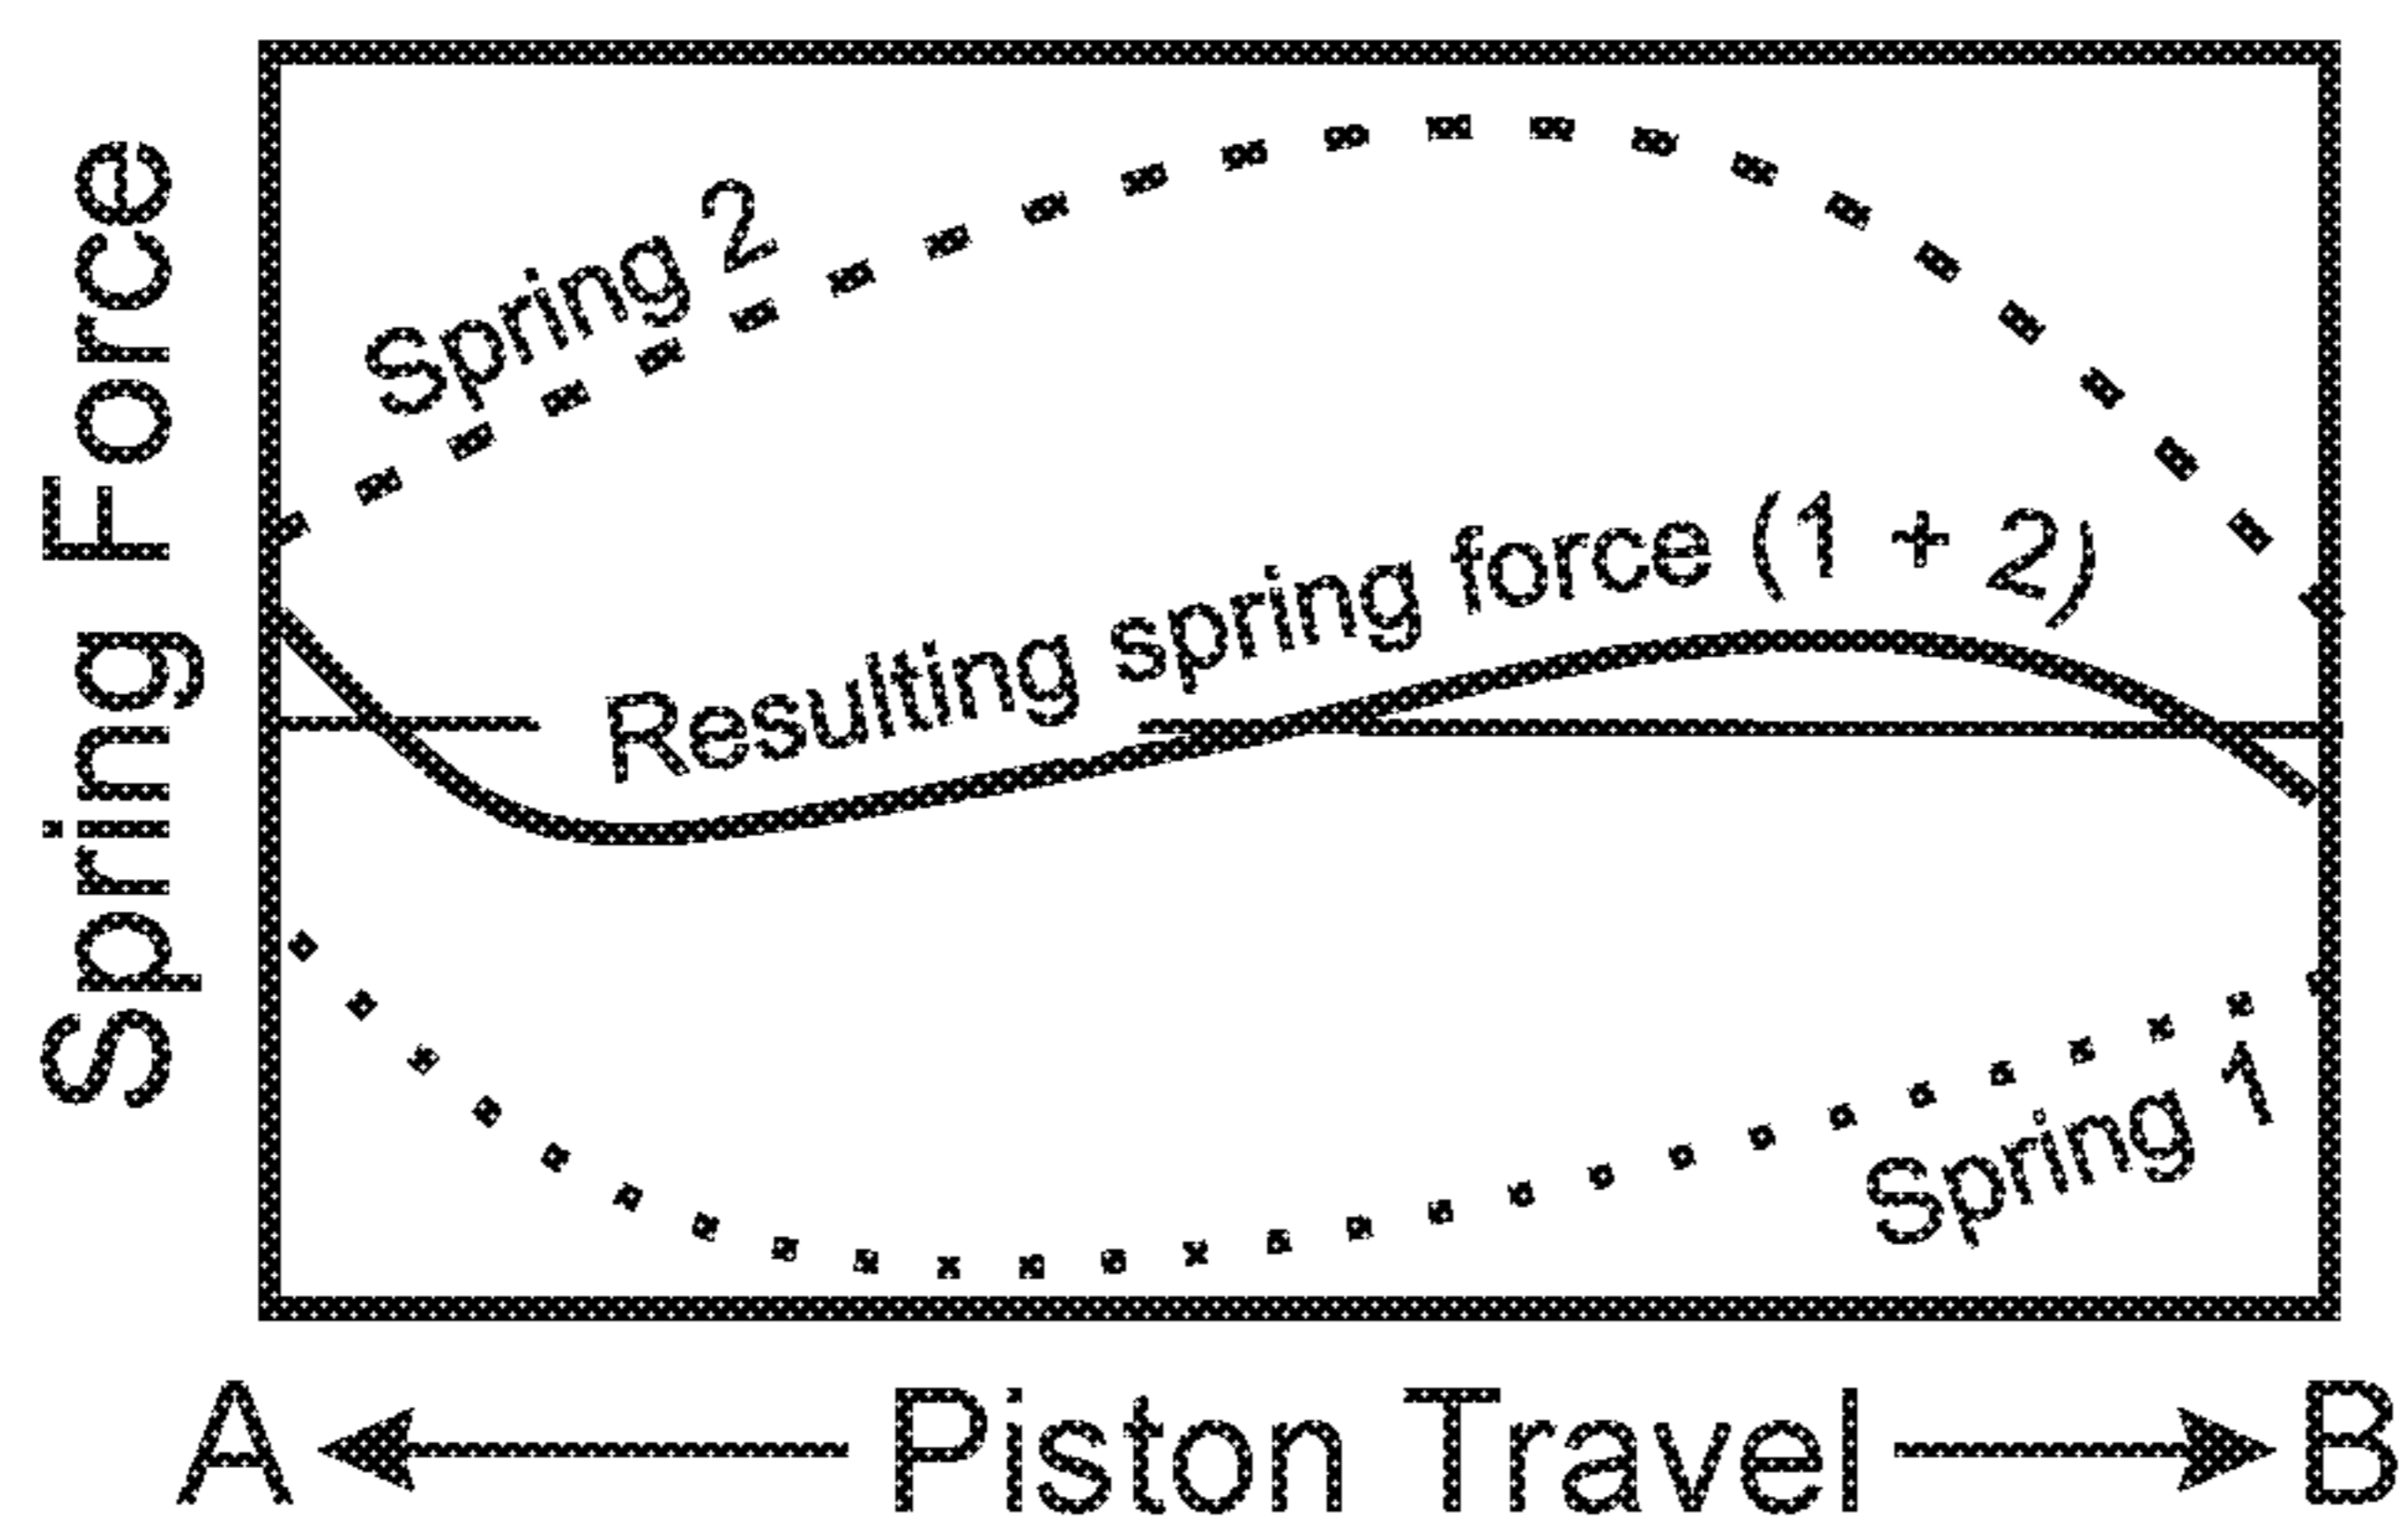 Spring Force
Spring 2
Resulting spring force (1 + 2)
Spring 1
A
Piston Travel
B